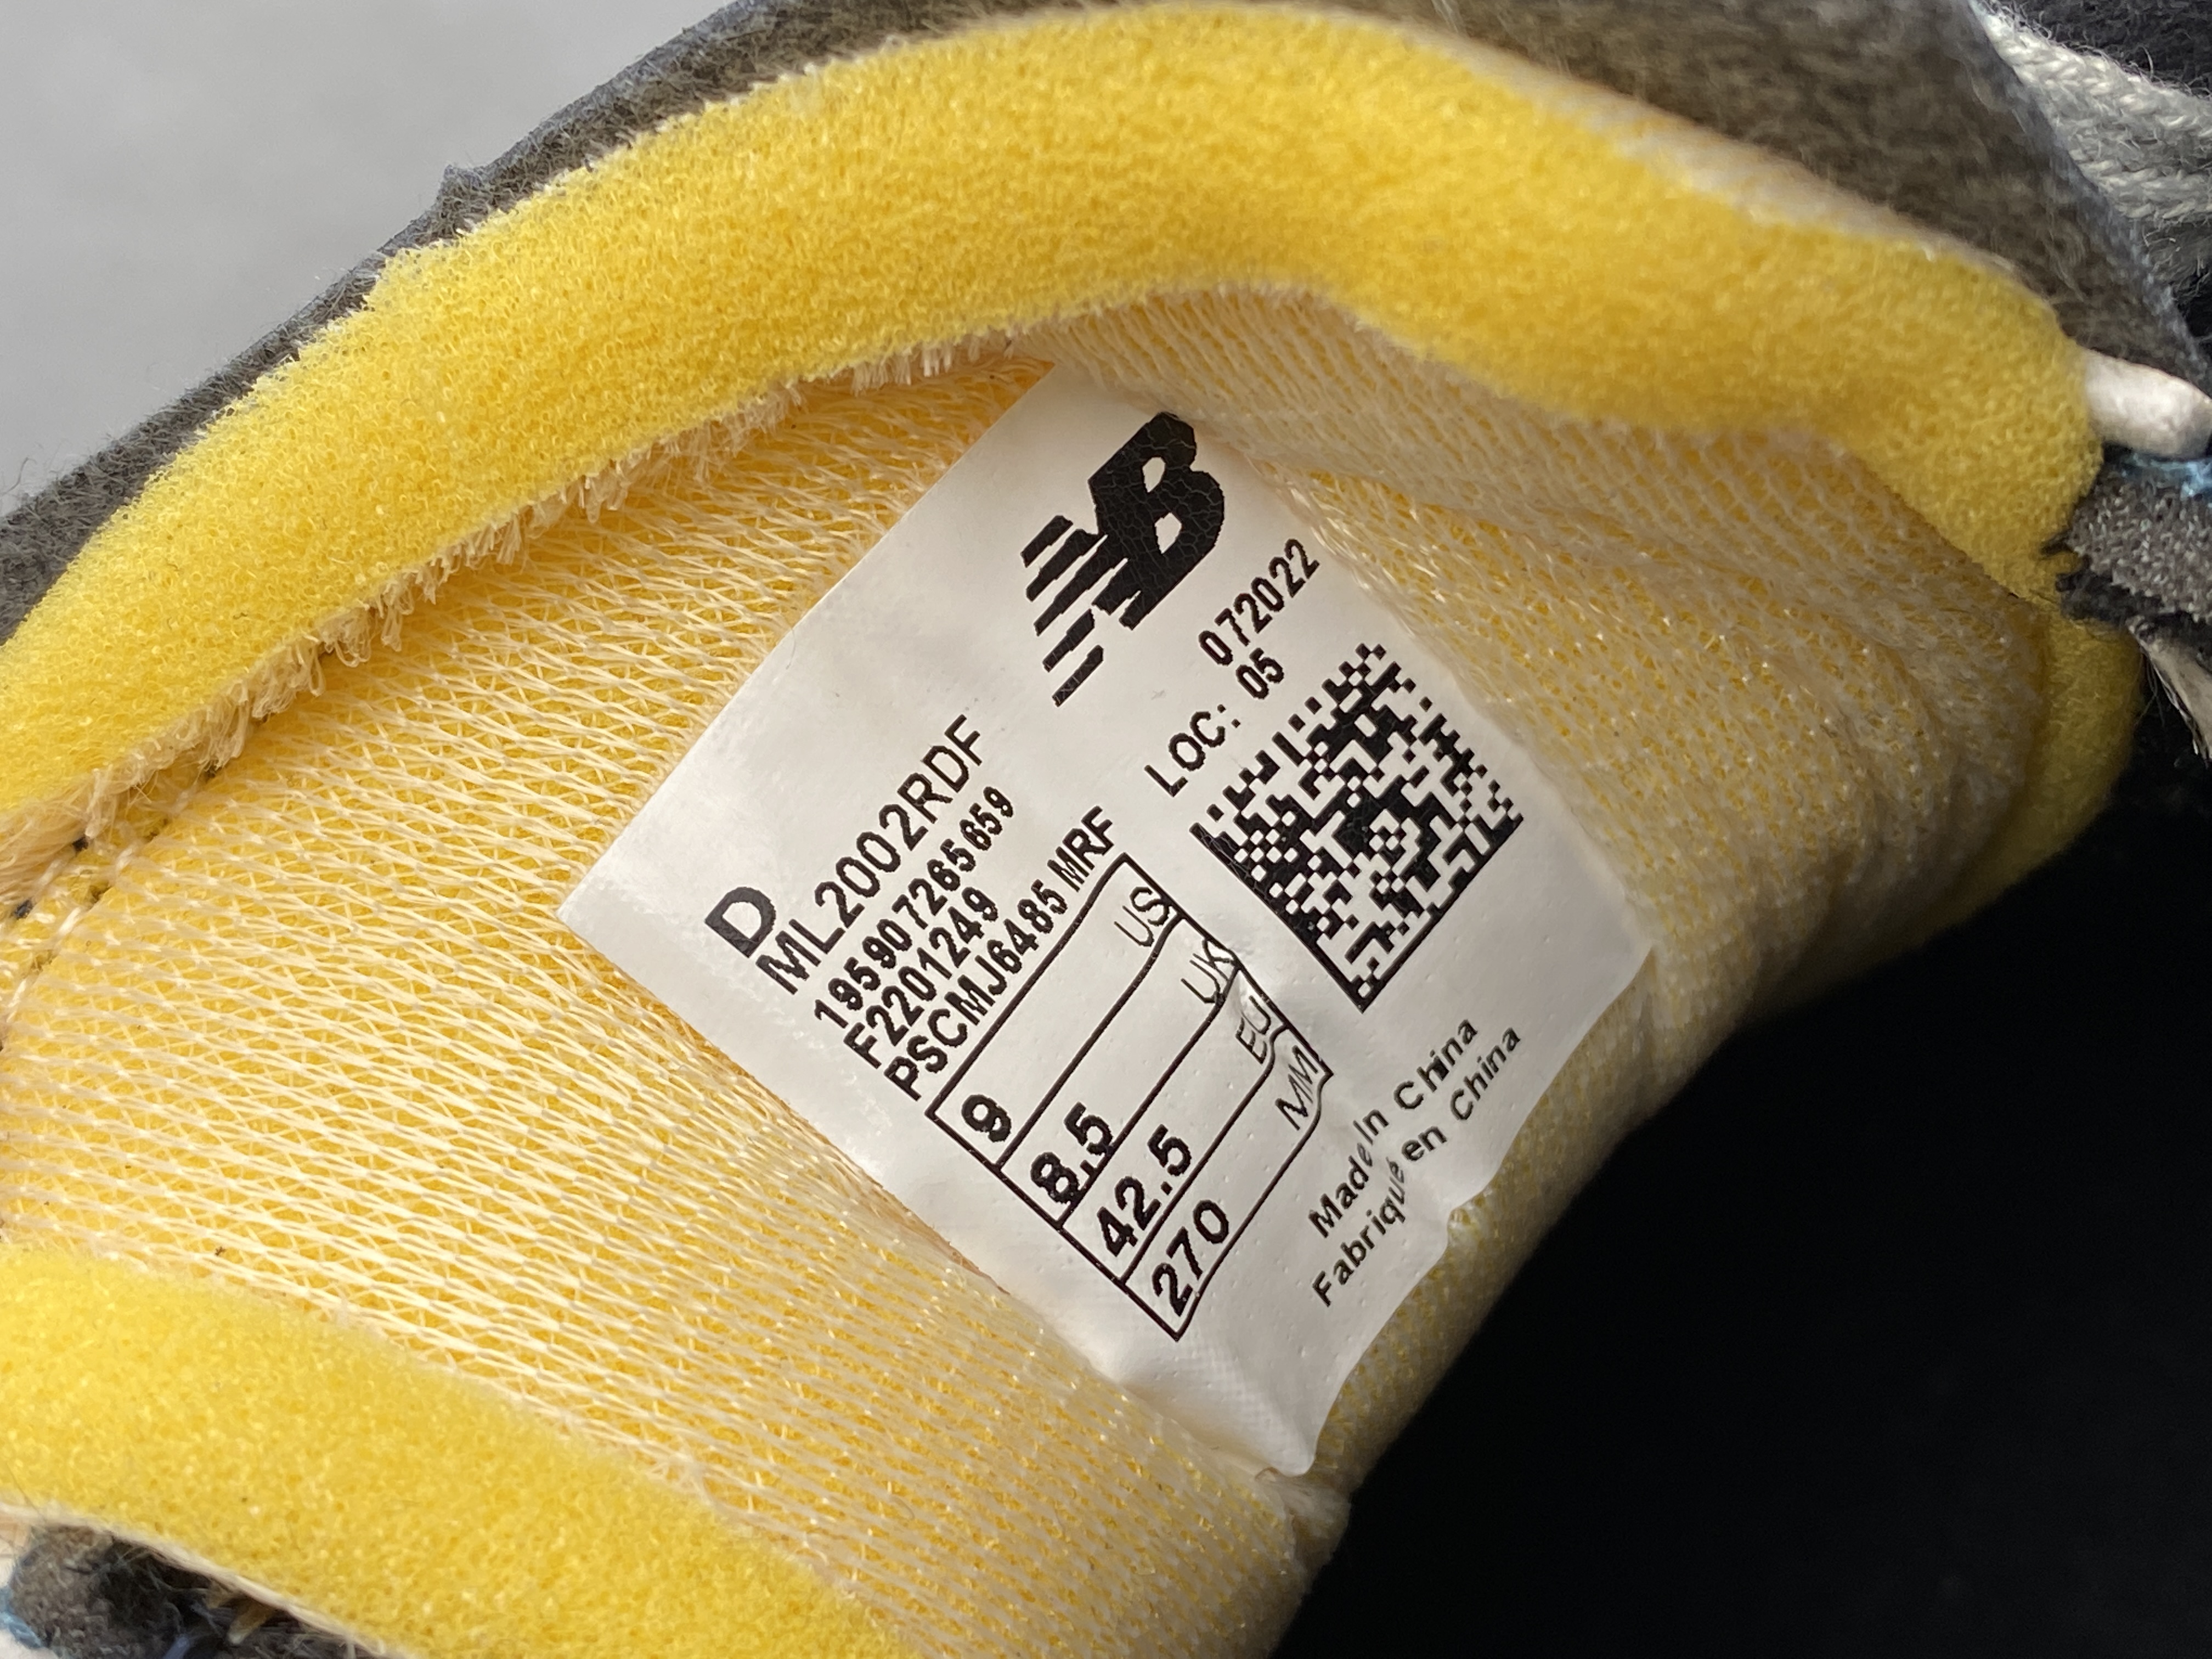 NB
072022
LOC: 05
D
ML2002RDF
195907265659
F2201249
PSCMJ6485 MRF
9 US
8.5 UK
42.5 EU
270 MM
Made In China
Fabriqué en China